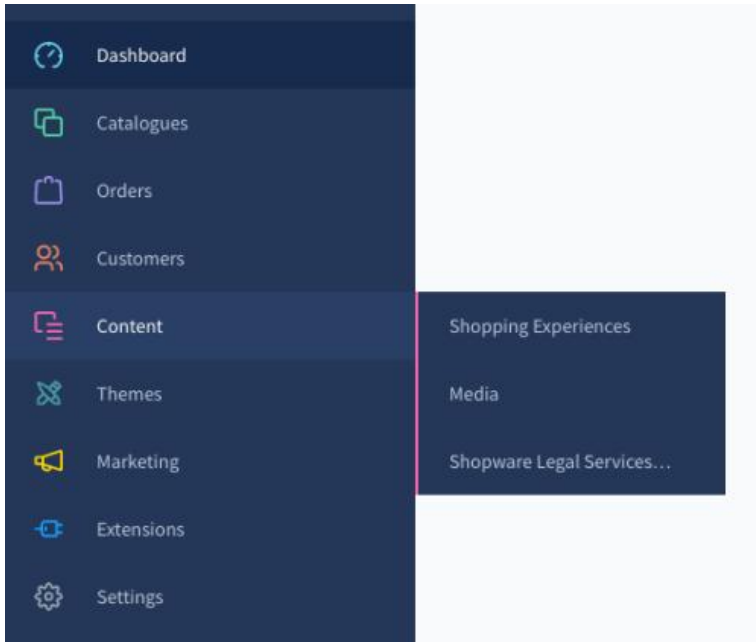 Dashboard
Catalogues
Orders
Customers
Content
Shopping Experiences
Themes
Media
Marketing
Shopware Legal Services...
Extensions
Settings